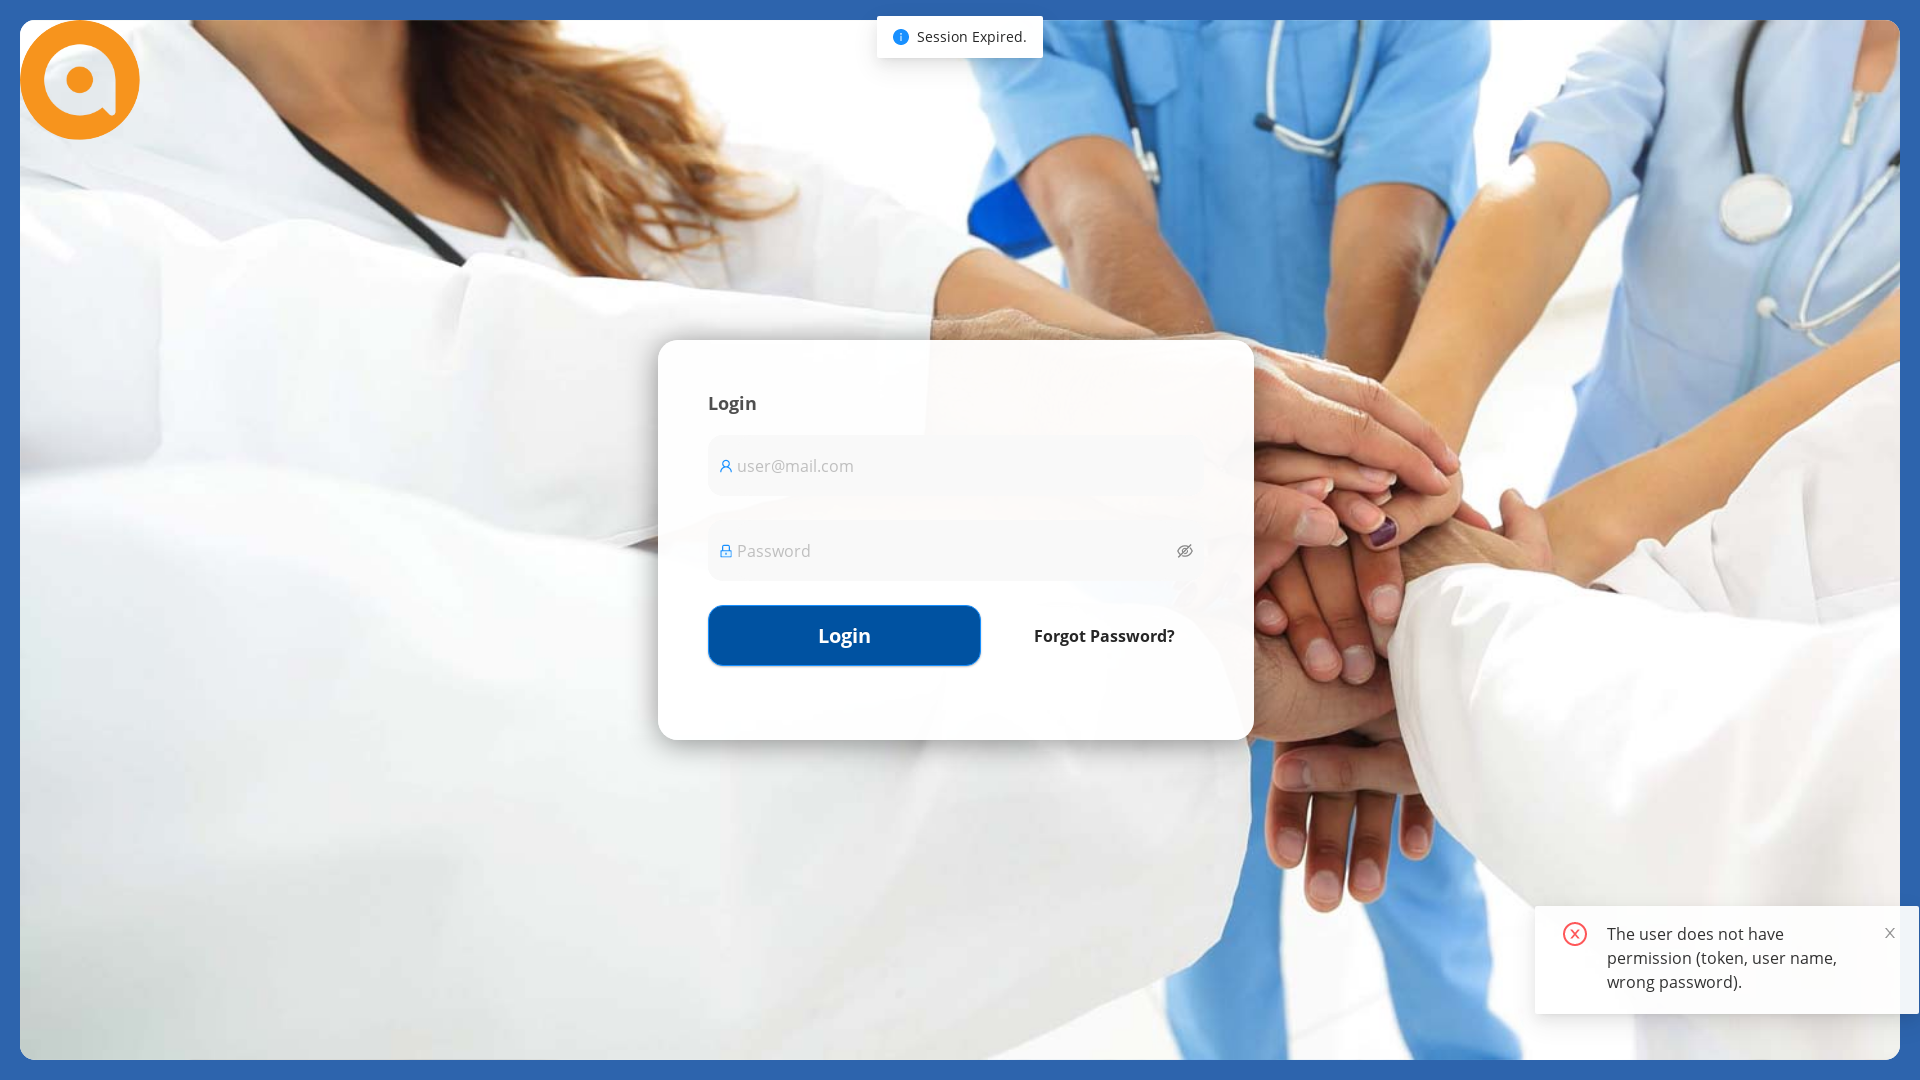 Session Expired.
Login
user@mail.com
Password
Login
Forgot Password?
The user does not have
permission (token, user name,
wrong password).